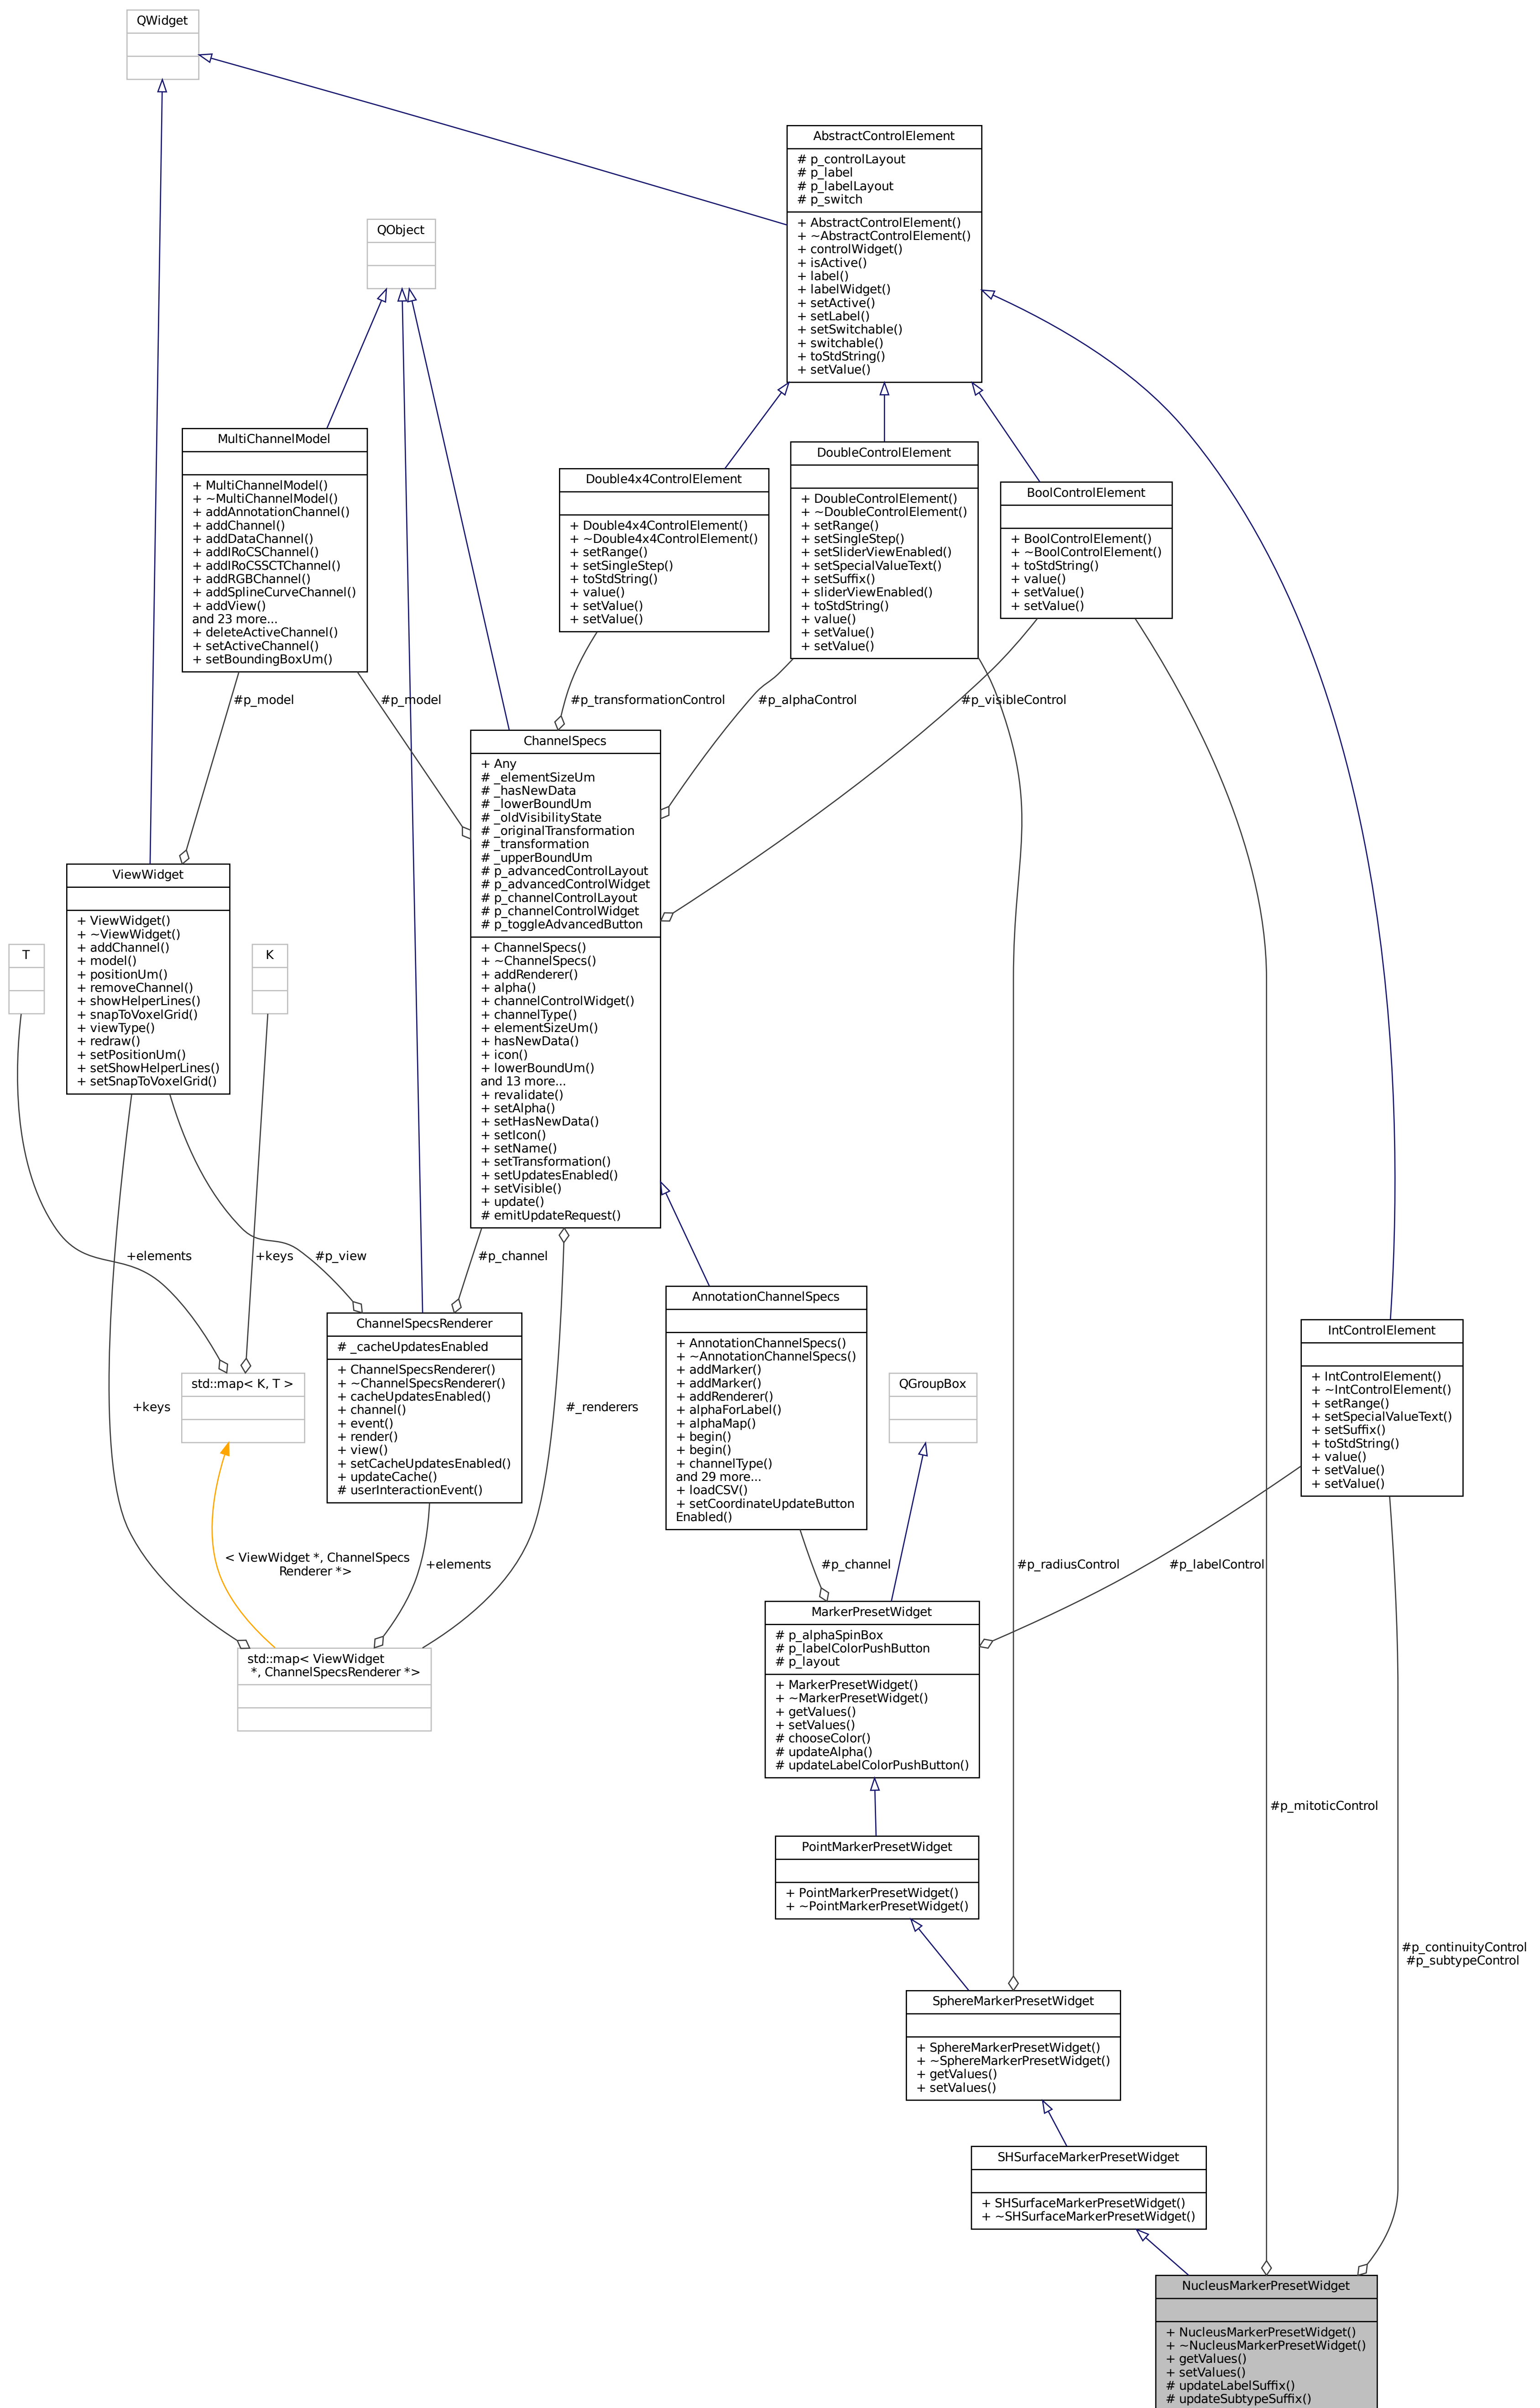 QWidget
AbstractControlElement
# p_controlLayout
# p_label
# p_labelLayout
# p_switch
+ AbstractControlElement()
+ ~AbstractControlElement()
+ controlWidget()
+ isActive()
+ label()
+ labelWidget()
+ setActive()
+ setLabel()
+ setSwitchable()
+ switchable()
+ toStdString()
+ setValue()
QObject
MultiChannelModel
+ MultiChannelModel()
+ ~MultiChannelModel()
+ addAnnotationChannel()
+ addChannel()
+ addDataChannel()
+ addIRoCSChannel()
+ addIRoCSSCTChannel()
+ addRGBChannel()
+ addSplineCurveChannel()
+ addView()
and 23 more...
+ deleteActiveChannel()
+ setActiveChannel()
+ setBoundingBoxUm()
Double4x4ControlElement
+ Double4x4ControlElement()
+ ~Double4x4ControlElement()
+ setRange()
+ setSingleStep()
+ toStdString()
+ value()
+ setValue()
+ setValue()
DoubleControlElement
+ DoubleControlElement()
+ ~DoubleControlElement()
+ setRange()
+ setSingleStep()
+ setSliderViewEnabled()
+ setSpecialValueText()
+ setSuffix()
+ sliderViewEnabled()
+ toStdString()
+ value()
+ setValue()
+ setValue()
BoolControlElement
+ BoolControlElement()
+ ~BoolControlElement()
+ toStdString()
+ value()
+ setValue()
+ setValue()
#p_model
#p_model
#p_transformationControl
#p_alphaControl
#p_visibleControl
ChannelSpecs
+ Any
# _elementSizeUm
# _hasNewData
# _lowerBoundUm
# _oldVisibilityState
# _originalTransformation
# _transformation
# _upperBoundUm
# p_advancedControlLayout
# p_advancedControlWidget
# p_channelControlLayout
# p_channelControlWidget
# p_toggleAdvancedButton
+ ChannelSpecs()
+ ~ChannelSpecs()
+ addRenderer()
+ alpha()
+ channelControlWidget()
+ channelType()
+ elementSizeUm()
+ hasNewData()
+ icon()
+ lowerBoundUm()
and 13 more...
+ revalidate()
+ setAlpha()
+ setHasNewData()
+ setIcon()
+ setName()
+ setTransformation()
+ setUpdatesEnabled()
+ setVisible()
+ update()
# emitUpdateRequest()
ViewWidget
+ ViewWidget()
+ ~ViewWidget()
+ addChannel()
+ model()
+ positionUm()
+ removeChannel()
+ showHelperLines()
+ snapToVoxelGrid()
+ viewType()
+ redraw()
+ setPositionUm()
+ setShowHelperLines()
+ setSnapToVoxelGrid()
T
K
+elements
+keys
#p_view
#p_channel
ChannelSpecsRenderer
# _cacheUpdatesEnabled
+ ChannelSpecsRenderer()
+ ~ChannelSpecsRenderer()
+ cacheUpdatesEnabled()
+ channel()
+ event()
+ render()
+ view()
+ setCacheUpdatesEnabled()
+ updateCache()
# userInteractionEvent()
AnnotationChannelSpecs
+ AnnotationChannelSpecs()
+ ~AnnotationChannelSpecs()
+ addMarker()
+ addMarker()
+ addRenderer()
+ alphaForLabel()
+ alphaMap()
+ begin()
+ begin()
+ channelType()
and 29 more...
+ loadCSV()
+ setCoordinateUpdateButton
Enabled()
IntControlElement
+ IntControlElement()
+ ~IntControlElement()
+ setRange()
+ setSpecialValueText()
+ setSuffix()
+ toStdString()
+ value()
+ setValue()
+ setValue()
std::map< K, T >
QGroupBox
+keys
#_renderers
< ViewWidget *, ChannelSpecs
Renderer *>
+elements
#p_channel
#p_radiusControl
#p_labelControl
std::map< ViewWidget
*, ChannelSpecsRenderer *>
MarkerPresetWidget
# p_alphaSpinBox
# p_labelColorPushButton
# p_layout
+ MarkerPresetWidget()
+ ~MarkerPresetWidget()
+ getValues()
+ setValues()
# chooseColor()
# updateAlpha()
# updateLabelColorPushButton()
#p_mitoticControl
PointMarkerPresetWidget
+ PointMarkerPresetWidget()
+ ~PointMarkerPresetWidget()
#p_continuityControl
#p_subtypeControl
SphereMarkerPresetWidget
+ SphereMarkerPresetWidget()
+ ~SphereMarkerPresetWidget()
+ getValues()
+ setValues()
SHSurfaceMarkerPresetWidget
+ SHSurfaceMarkerPresetWidget()
+ ~SHSurfaceMarkerPresetWidget()
NucleusMarkerPresetWidget
+ NucleusMarkerPresetWidget()
+ ~NucleusMarkerPresetWidget()
+ getValues()
+ setValues()
# updateLabelSuffix()
# updateSubtypeSuffix()